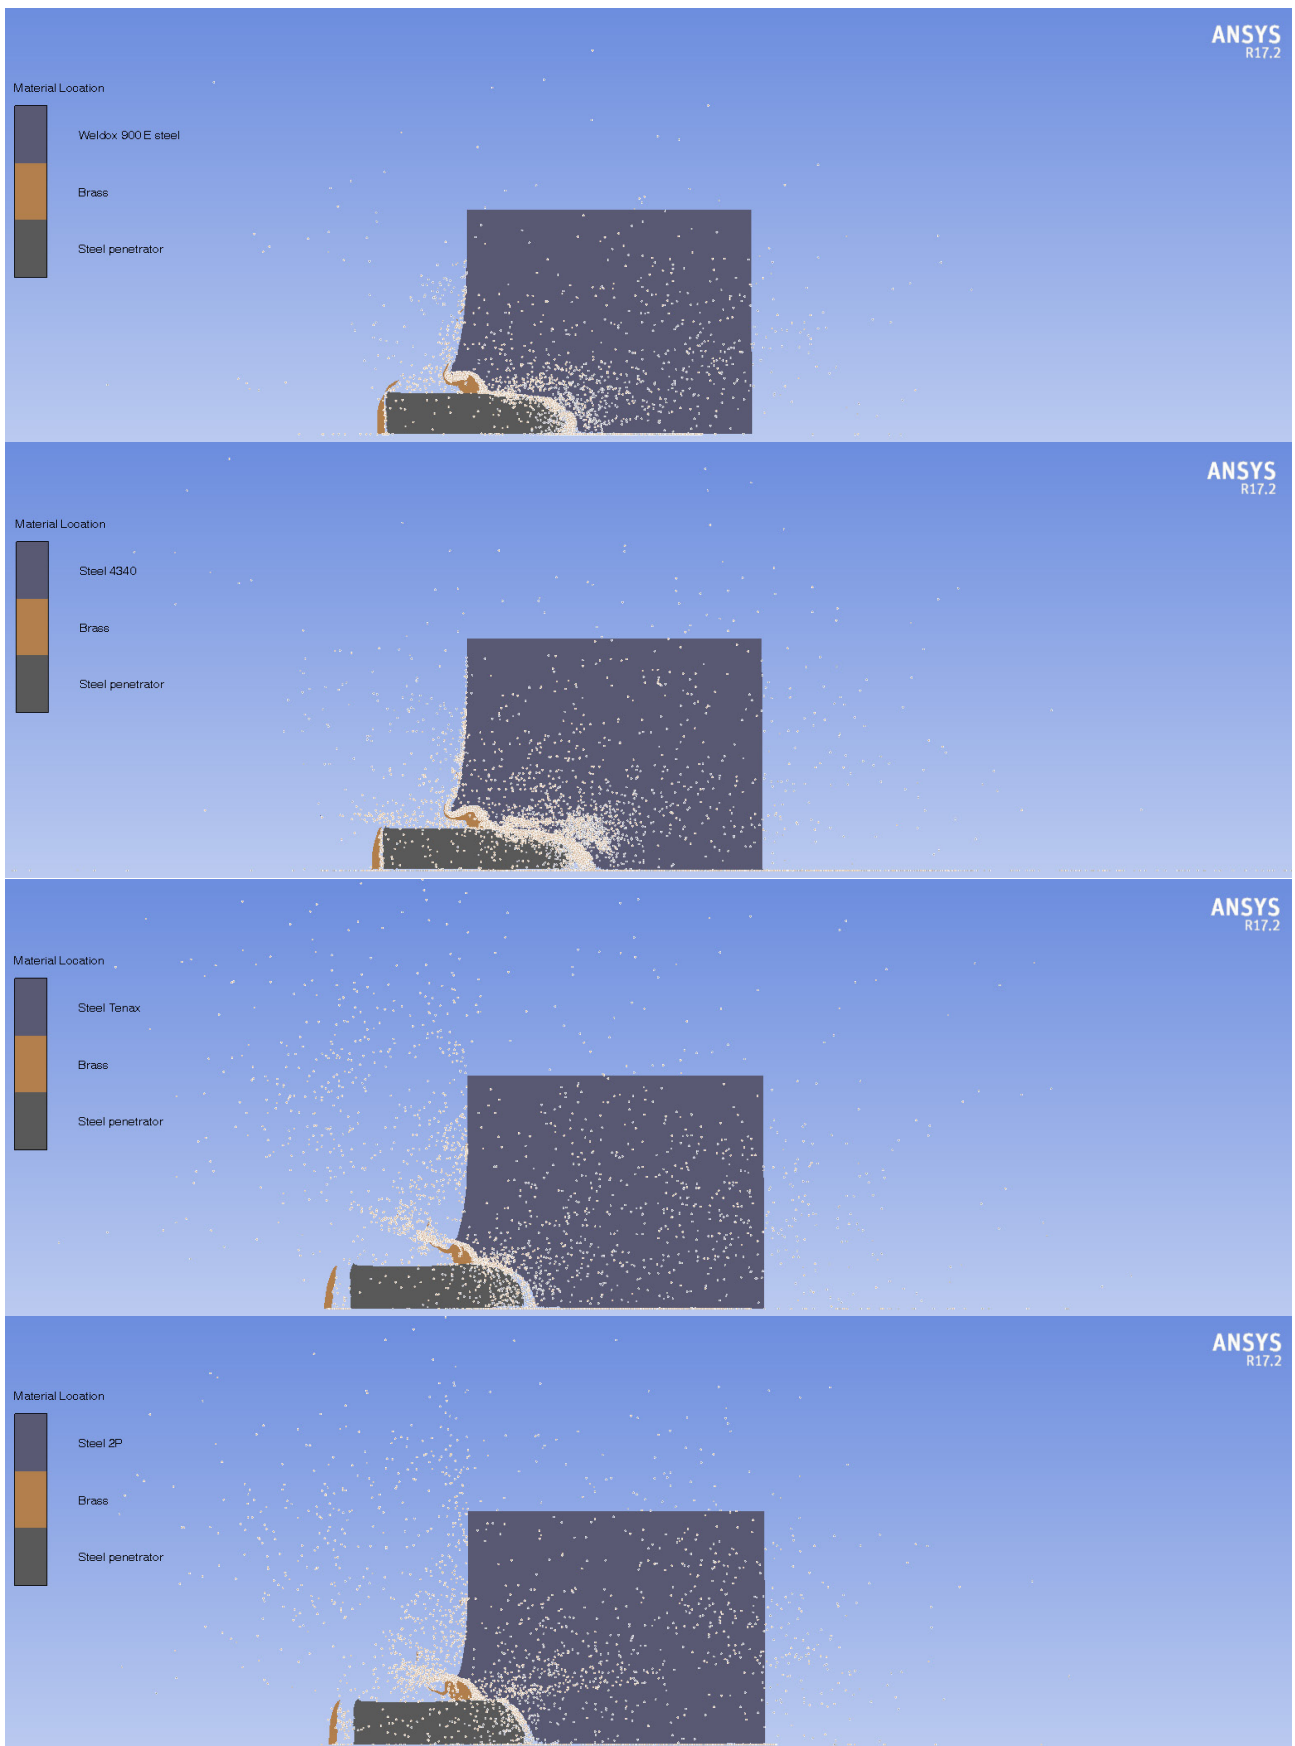 ANSYS
R17.2
Material Location
Weldox 900 E steel
Brass
Steel penetrator
ANSYS
R17.2
Material Location
Steel 4340
Brass
Steel penetrator
ANSYS
R17.2
Material Location
Steel Tenax
Brass
Steel penetrator
ANSYS
R17.2
Material Location
Steel 2P
Brass
Steel penetrator